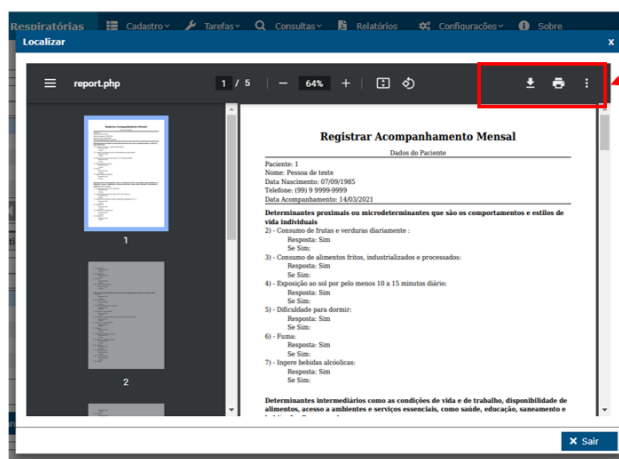 Respiratórias Cadastro Tarefas Consultas Relatórios Configurações Sobre
Localizar x
report.php 1 / 5 64%
1
2
Registrar Acompanhamento Mensal
Dados do Paciente
Paciente: 1
Nome: Pessoa de teste
Data Nascimento: 07/09/1985
Telefone: (99) 9 9999-9999
Data Acompanhamento: 14/03/2021
Determinantes proximais ou microdeterminantes que são os comportamentos e estilos de
vida individuais
2) - Consumo de frutas e verduras diariamente :
Resposta: Sim
Se Sim:
3) - Consumo de alimentos fritos, industrializados e processados:
Resposta: Sim
Se Sim:
4) - Exposição ao sol por pelo menos 10 a 15 minutos diário:
Resposta: Sim
Se Sim:
5) - Dificuldade para dormir:
Resposta: Sim
Se Sim:
6) - Fuma:
Resposta: Sim
Se Sim:
7) - Ingere bebidas alcóolicas:
Resposta: Sim
Se Sim:
Determinantes intermediários como as condições de vida e de trabalho, disponibilidade de
alimentos, acesso a ambientes e serviços essenciais, como saúde, educação, saneamento e
X Sair